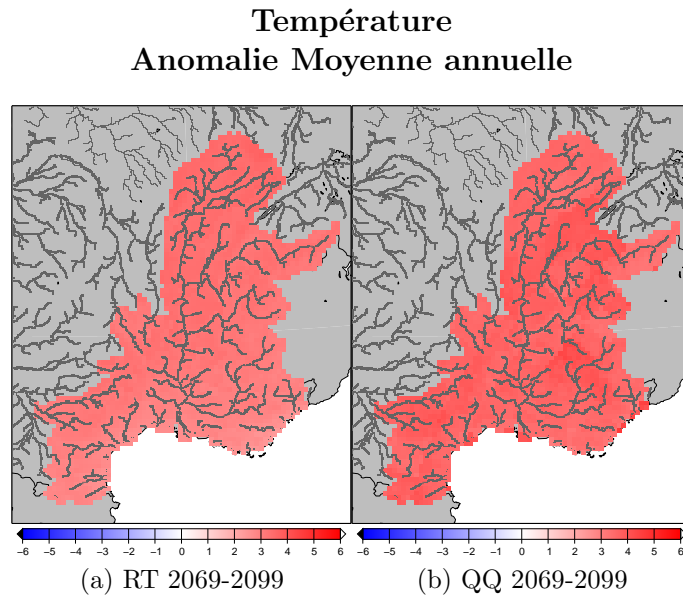 Température
Anomalie Moyenne annuelle
−6 −5 −4 −3 −2 −1 0 1 2 3 4 5 6
−6 −5 −4 −3 −2 −1 0 1 2 3 4 5 6
(a) RT 2069-2099
(b) QQ 2069-2099